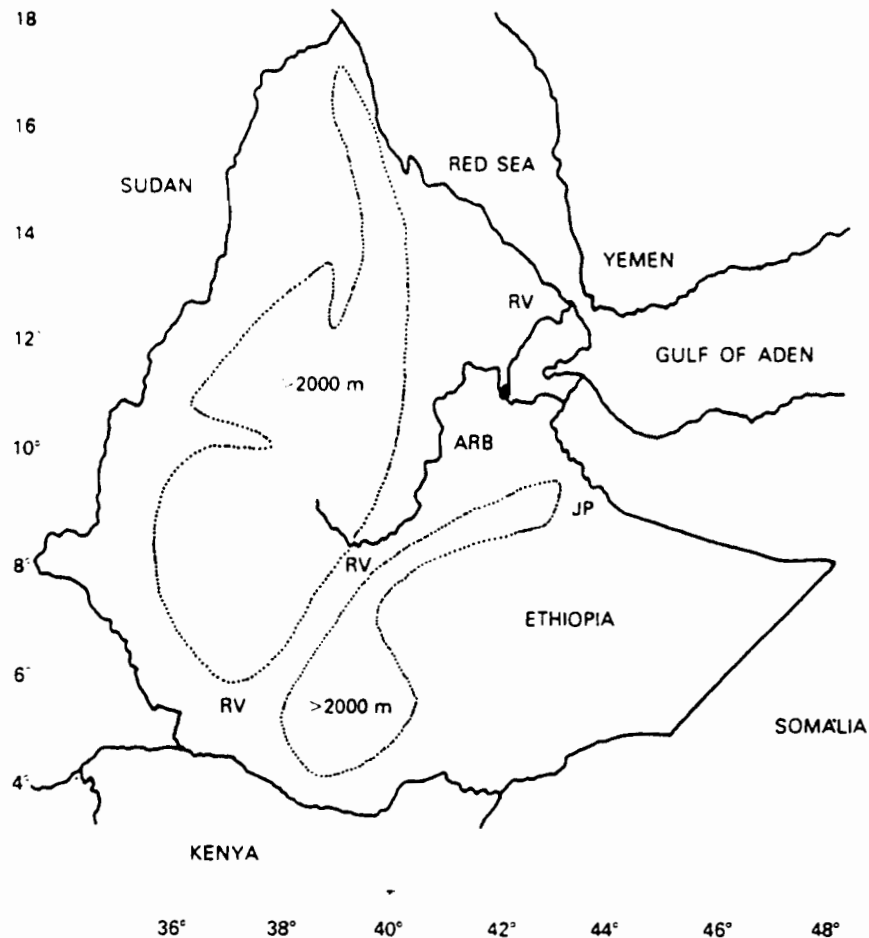 18
16
RED SEA
SUDAN
14
YEMEN
RV
12
GULF OF ADEN
>2000 m
10°
ARB
JP
8°
RV
ETHIOPIA
6
RV
>2000 m
SOMALIA
4°
KENYA
36° 38° 40° 42° 44° 46° 48°